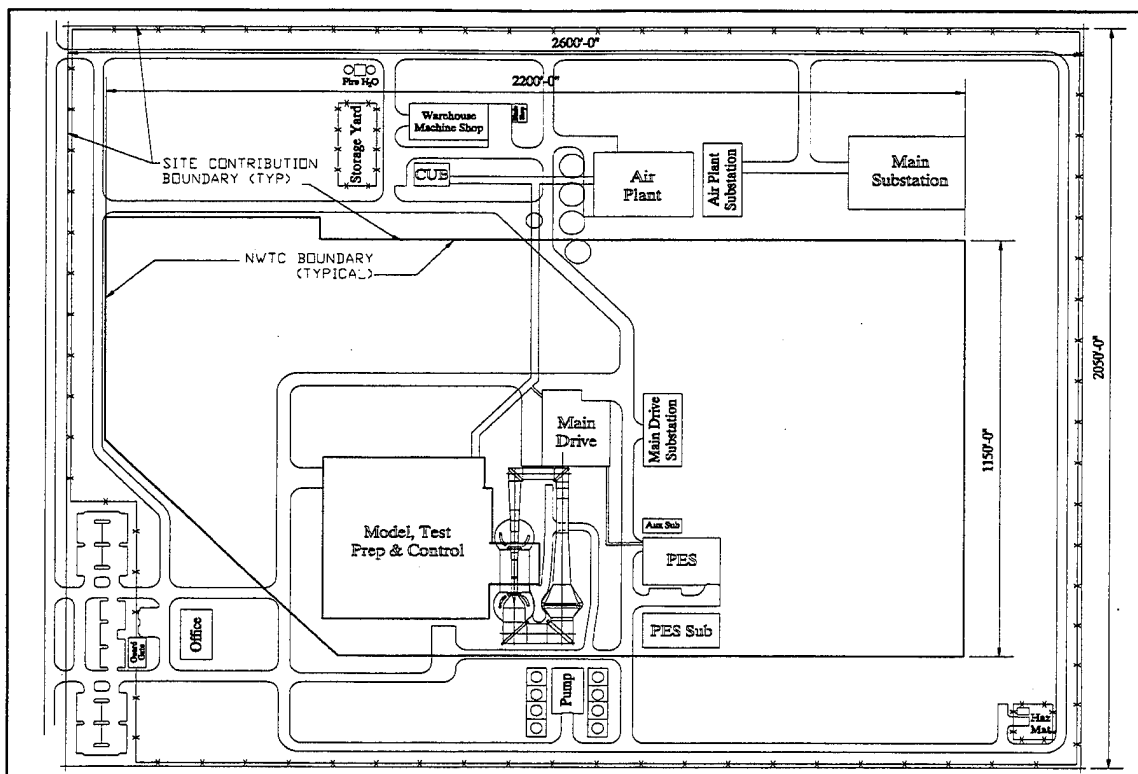 2600'-0"
2200'-0"
Fire H₂O
Storage Yard
Warehouse
Machine Shop
SITE CONTRIBUTION
BOUNDARY (TYP)
CUB
Air
Plant
Air Plant
Substation
Main
Substation
NWTC BOUNDARY
(TYPICAL)
2050'-0"
1150'-0"
Main
Drive
Main Drive
Substation
Model, Test
Prep & Control
Aux Sub
PES
PES Sub
Office
Guard
Gate
Pump
Haz
Mat.